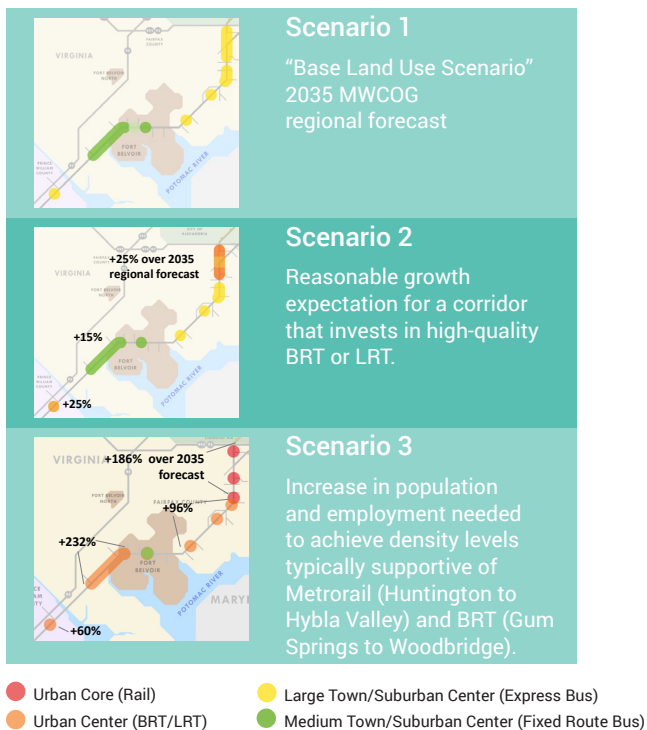 Scenario 1
"Base Land Use Scenario"
2035 MWCOG
regional forecast
FAIRFAX
COUNTY
VIRGINIA
FORT BELVOIR
NORTH
PRINCE
WILLIAM
COUNTY
FORT
BELVOIR
POTOMAC RIVER
Scenario 2
Reasonable growth
expectation for a corridor
that invests in high-quality
BRT or LRT.
CITY OF
ALEXANDRIA
+25% over 2035
regional forecast
FAIRFAX
COUNTY
VIRGINIA
FORT BELVOIR
NORTH
+15%
FORT
BELVOIR
PRINCE
WILLIAM
COUNTY
POTOMAC RIVER
+25%
Scenario 3
Increase in population
and employment needed
to achieve density levels
typically supportive of
Metrorail (Huntington to
Hybla Valley) and BRT (Gum
Springs to Woodbridge).
VIRGINIA
+186% over 2035
forecast
FORT BELVOIR
NORTH
FAIRFAX COUNTY
+96%
+232%
FORT
BELVOIR
POTOMAC RIVER
MARY
+60%
Urban Core (Rail)
Large Town/Suburban Center (Express Bus)
Urban Center (BRT/LRT)
Medium Town/Suburban Center (Fixed Route Bus)